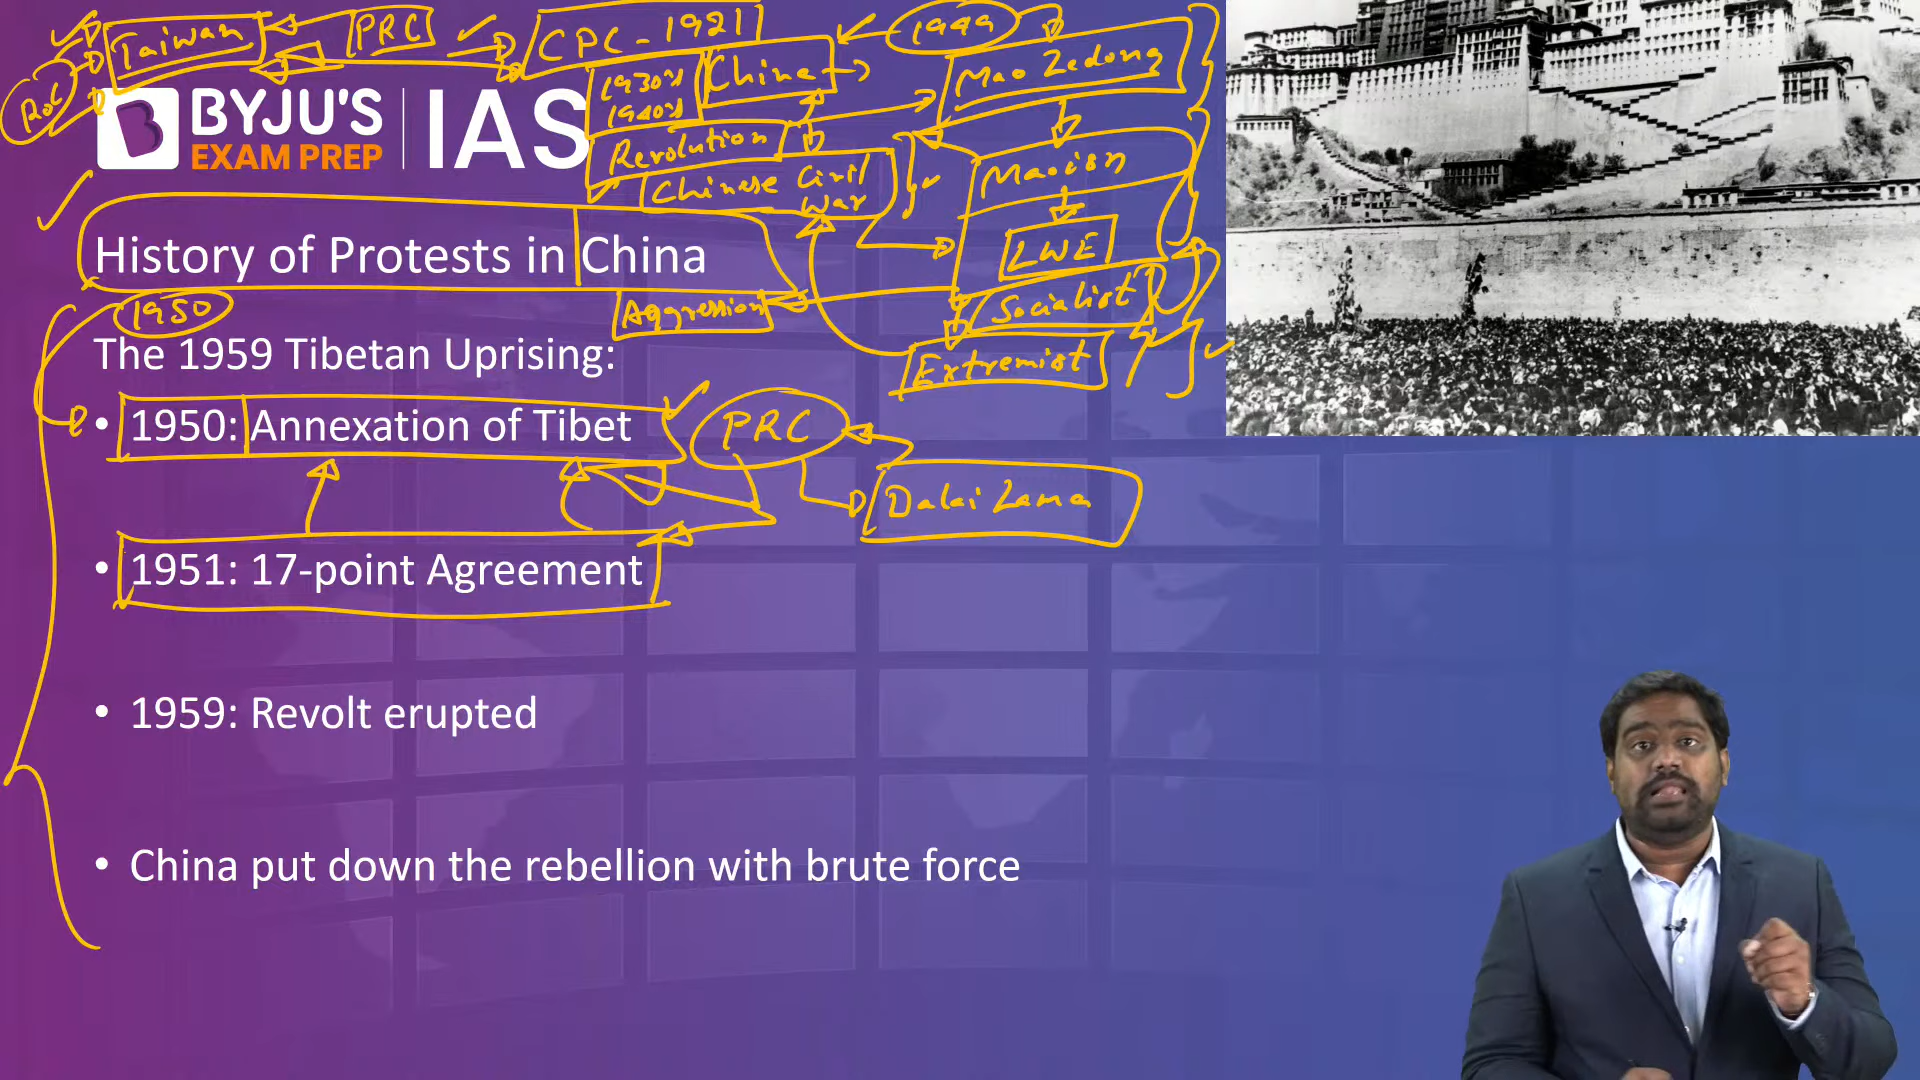 Taiwan
PRC
CPC - 1921
1949
ROC
1930's
1940's
China
Mao Zedong
BYJU'S
EXAM PREP
IAS
Revolution
Maoism
Chinese Civil
War
LWE
History of Protests in China
Socialist
1950
Aggression
Extremist
The 1959 Tibetan Uprising:
• 1950: Annexation of Tibet
PRC
Dalai Lama
• 1951: 17-point Agreement
• 1959: Revolt erupted
• China put down the rebellion with brute force